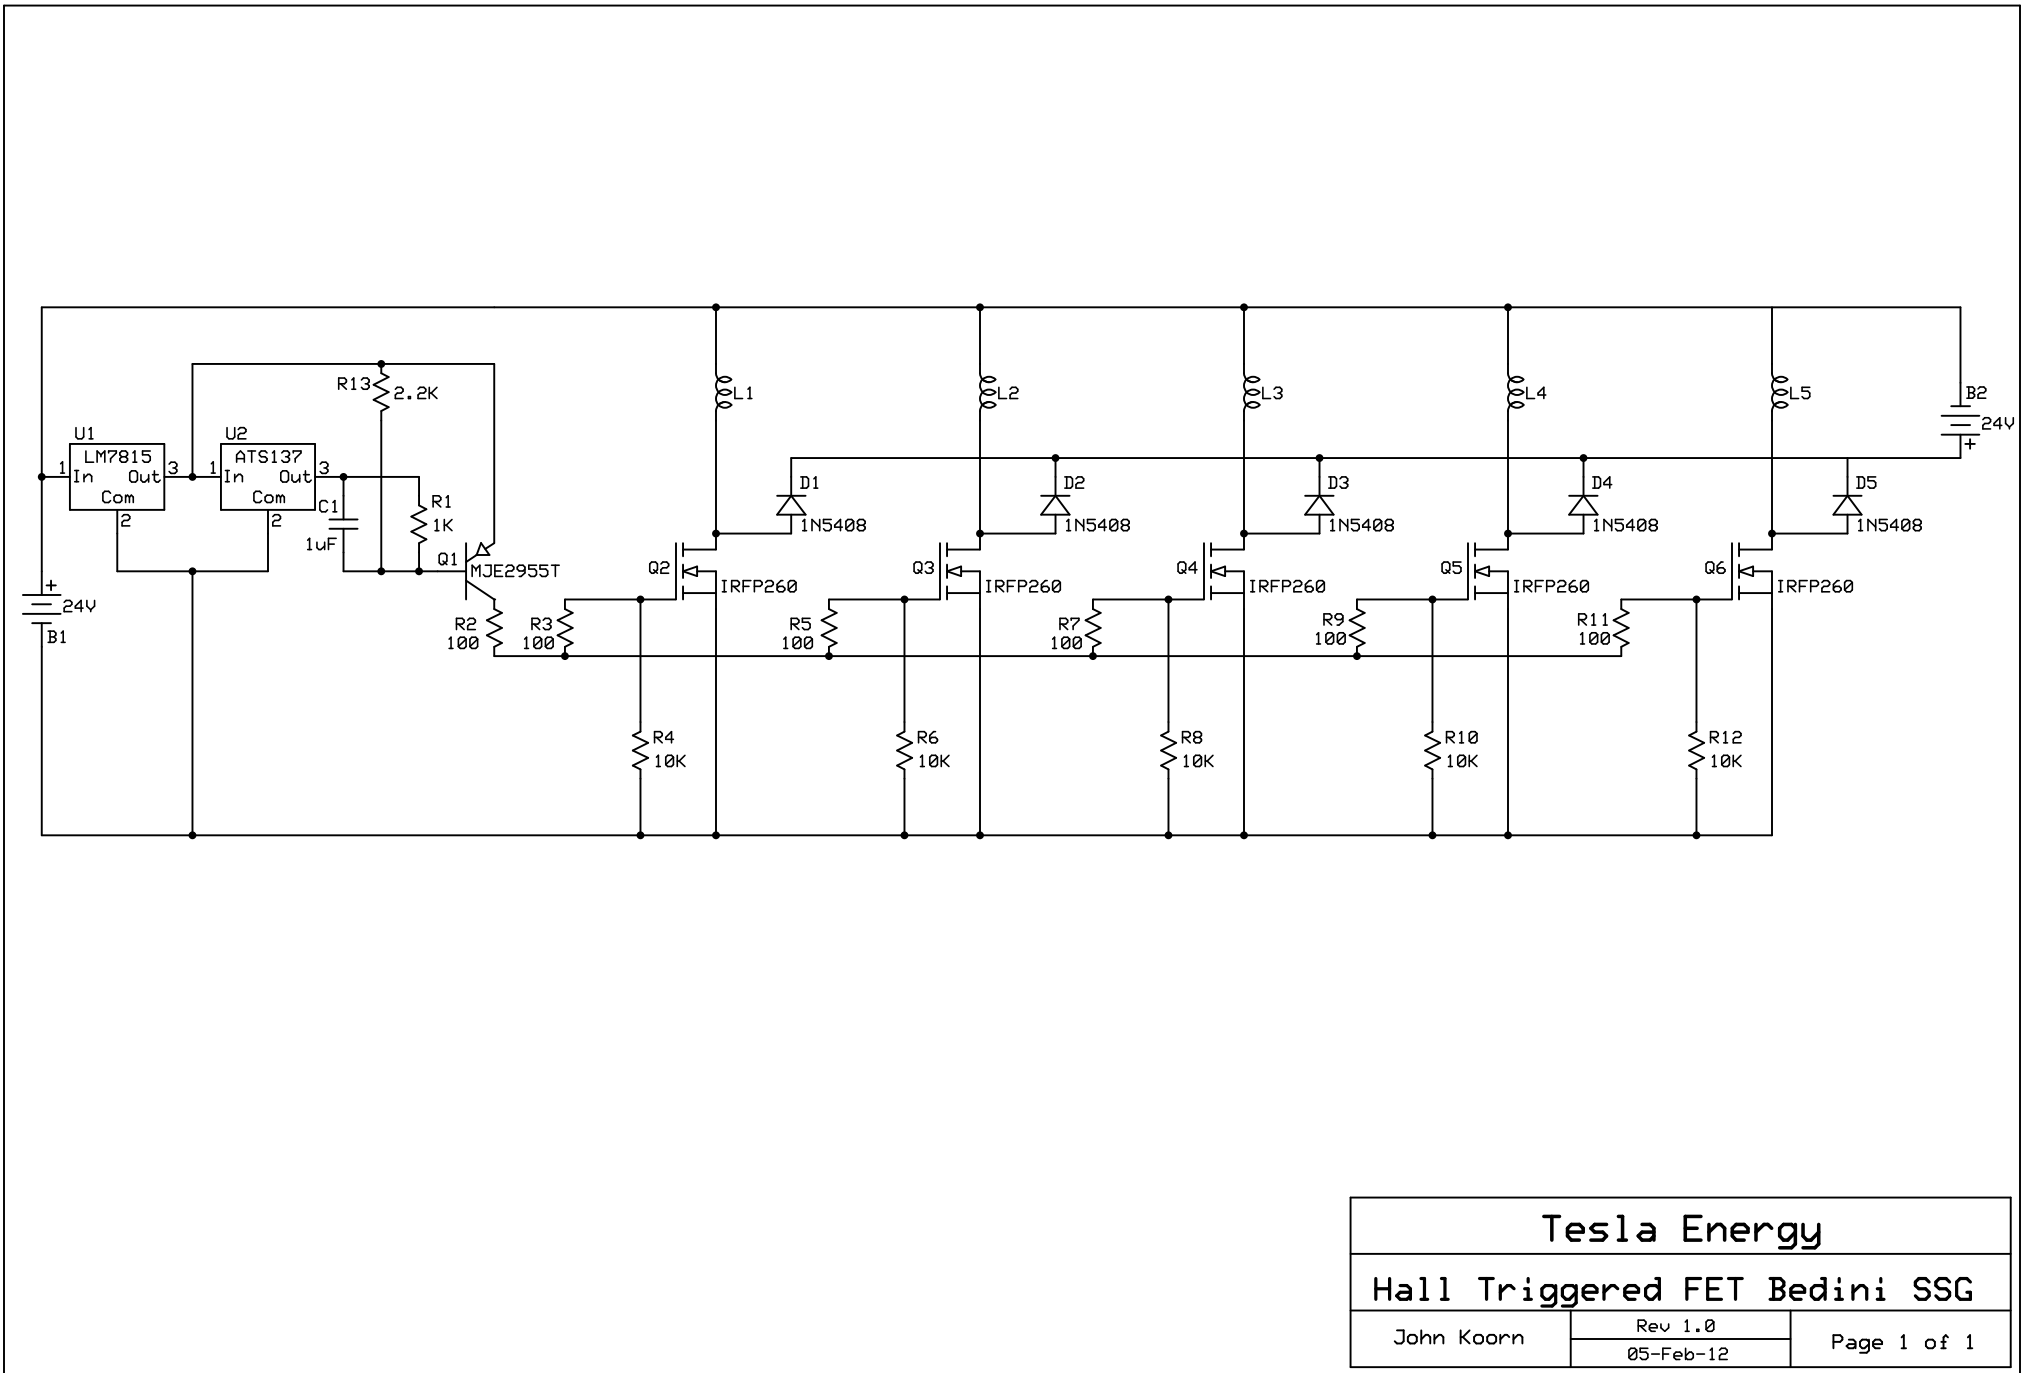 R13
2.2K
L1
L2
L3
L4
L5
B2
24V
+
U1
LM7815
1
In
Out
3
Com
2
U2
ATS137
1
In
Out
3
Com
2
C1
1uF
R1
1K
Q1
MJE2955T
D1
1N5408
D2
1N5408
D3
1N5408
D4
1N5408
D5
1N5408
Q2
IRFP260
Q3
IRFP260
Q4
IRFP260
Q5
IRFP260
Q6
IRFP260
+
24V
B1
R2
100
R3
100
R5
100
R7
100
R9
100
R11
100
R4
10K
R6
10K
R8
10K
R10
10K
R12
10K
Tesla Energy
Hall Triggered FET Bedini SSG
John Koorn
Rev 1.0
05-Feb-12
Page 1 of 1